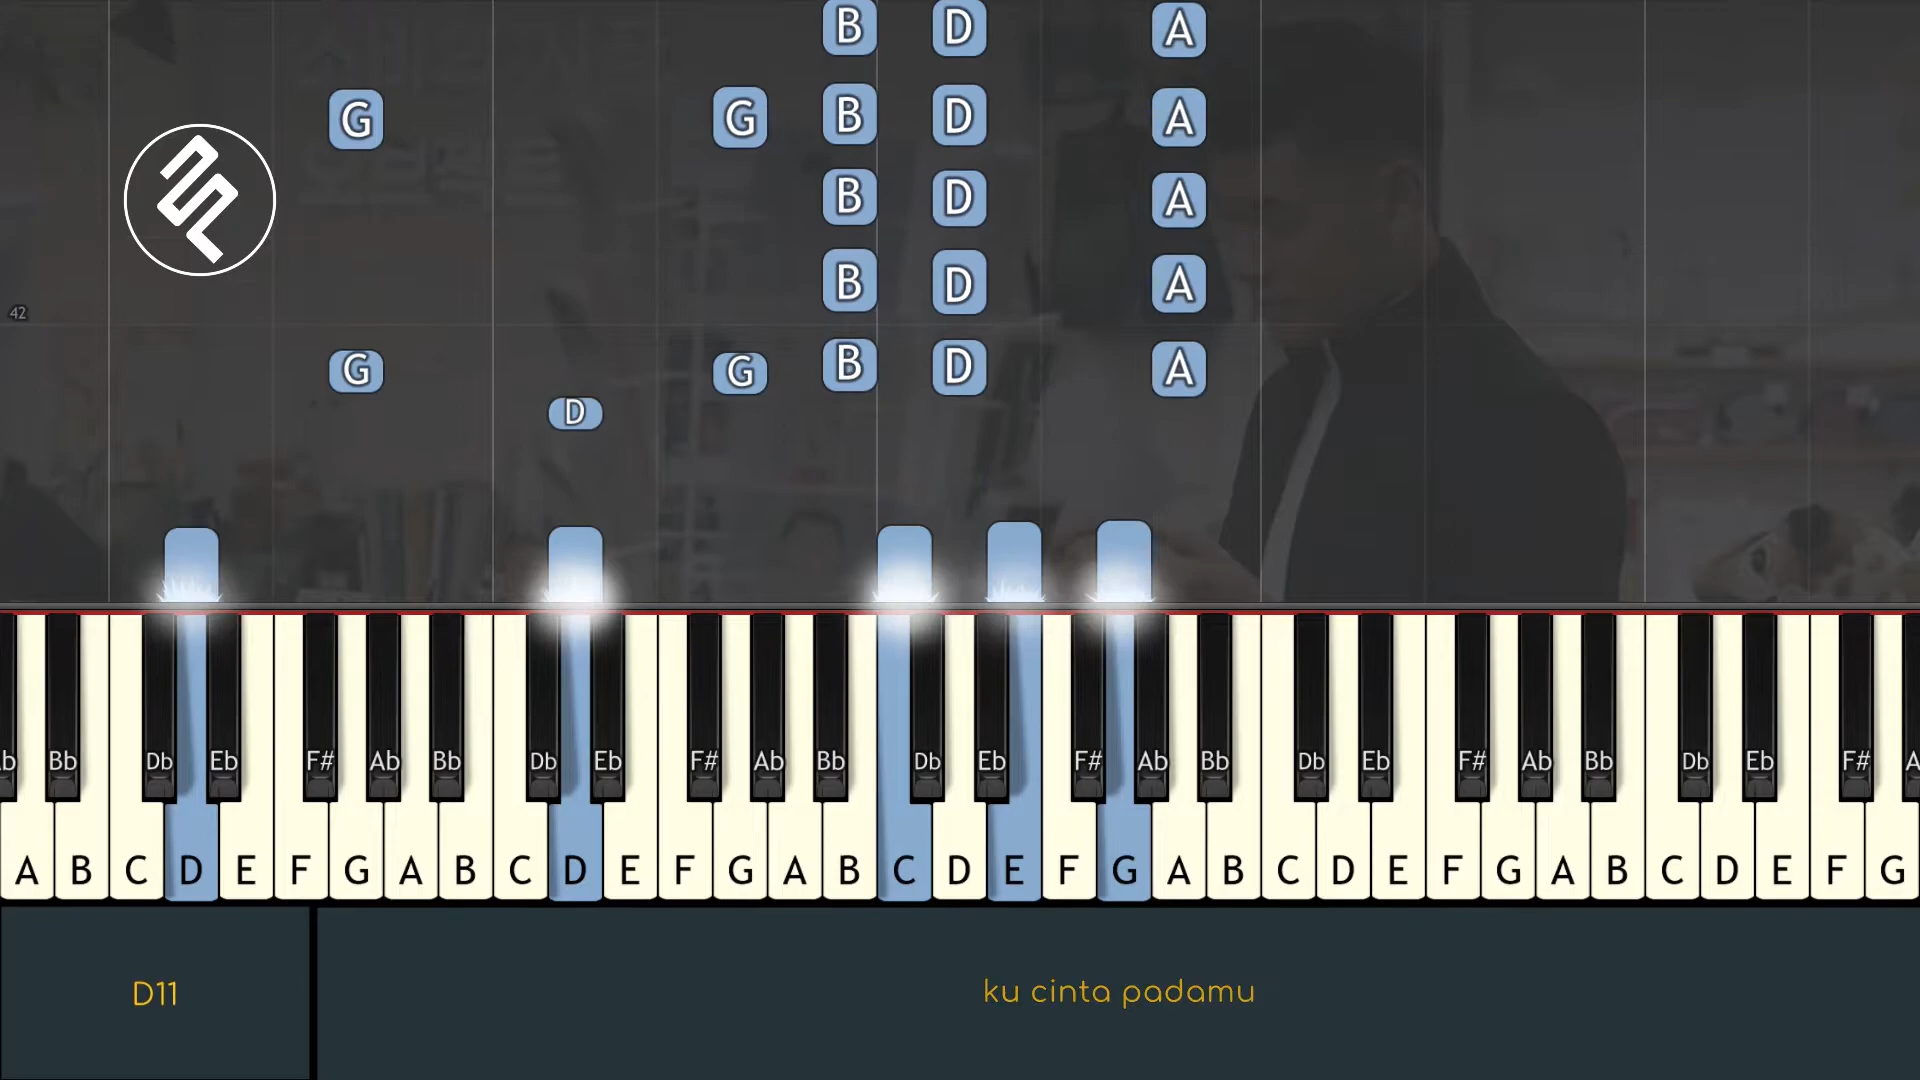 B D A
G G B D A
B D A
B D A
42
G G B D A
D
b Bb Db Eb F# Ab Bb Db Eb F# Ab Bb Db Eb F# Ab Bb Db Eb F# Ab Bb Db Eb F# A
A B C D E F G A B C D E F G A B C D E F G A B C D E F G A B C D E F G
D11
ku cinta padamu